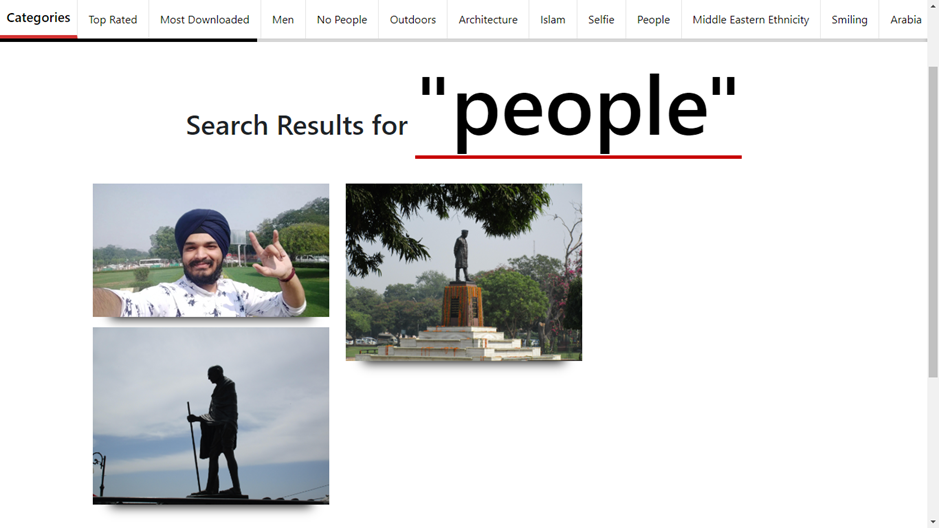 Categories Top Rated Most Downloaded Men No People Outdoors Architecture Islam Selfie People Middle Eastern Ethnicity Smiling Arabia
Search Results for "people"